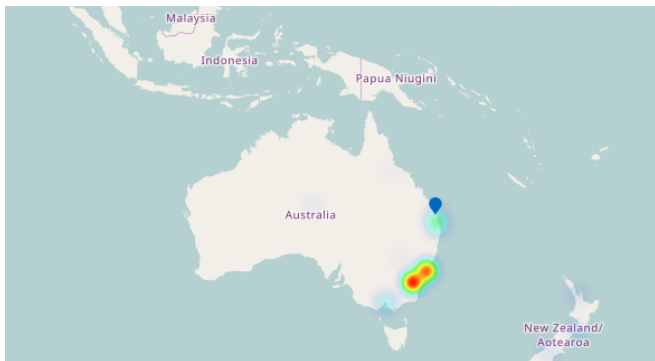 Malaysia
Indonesia
Papua Niugini
Australia
New Zealand/
Aotearoa